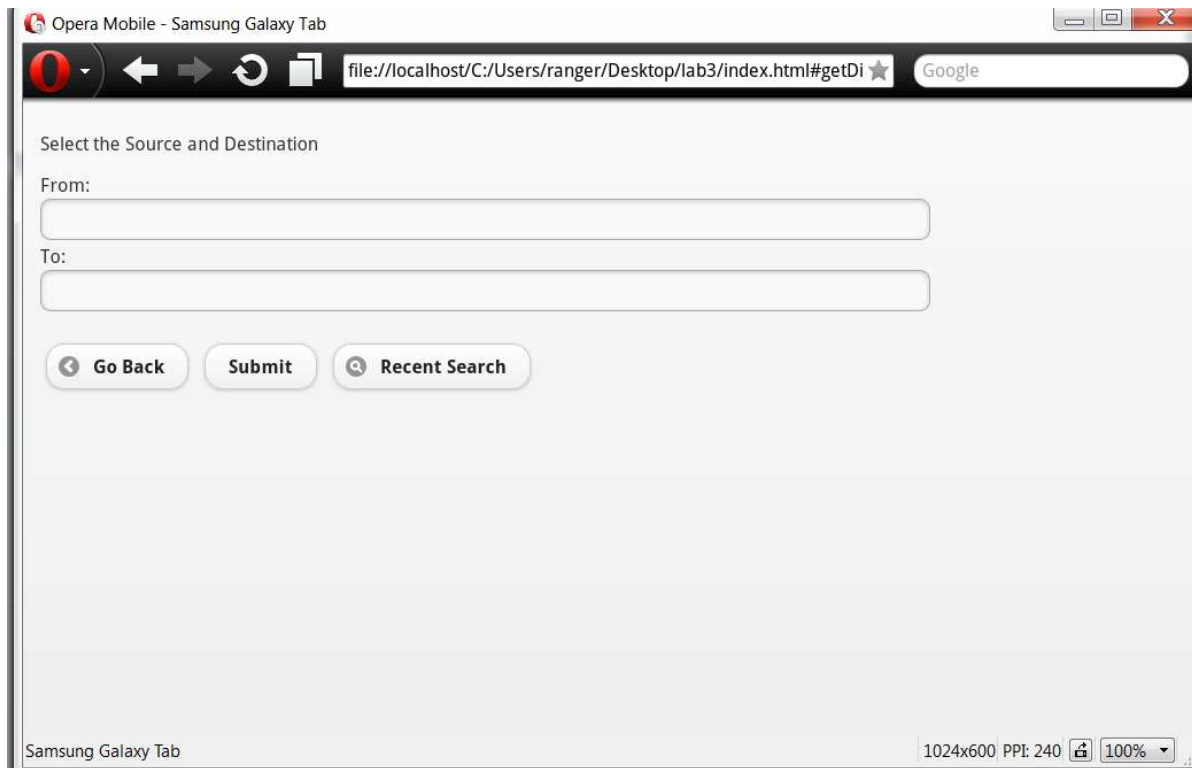 Opera Mobile - Samsung Galaxy Tab
file://localhost/C:/Users/ranger/Desktop/lab3/index.html#getDi
Google
Select the Source and Destination
From:
To:
Go Back
Submit
Recent Search
Samsung Galaxy Tab
1024x600 PPI: 240 100%